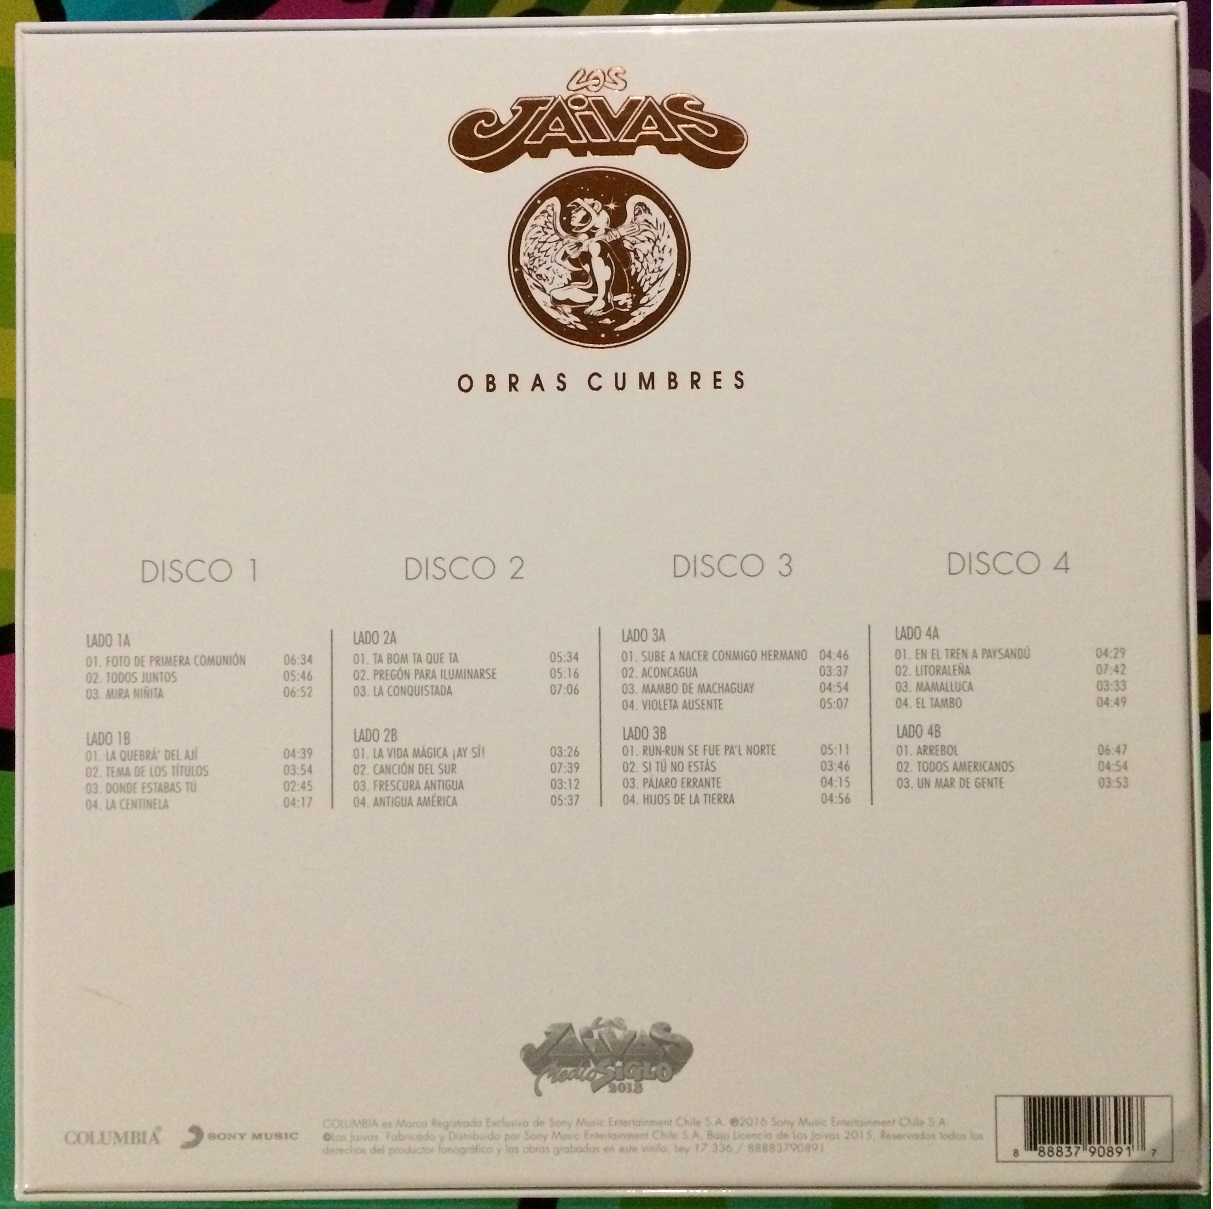 LOS
JAIVAS
OBRAS CUMBRES
DISCO 1
LADO 1A
01. FOTO DE PRIMERA COMUNIÓN 06:34
02. TODOS JUNTOS 05:46
03. MIRA NIÑITA 06:52
LADO 1B
01. LA QUEBRÁ' DEL AJÍ 04:39
02. TEMA DE LOS TÍTULOS 03:54
03. DONDE ESTABAS TÚ 02:45
04. LA CENTINELA 04:17
DISCO 2
LADO 2A
01. TA BOM TA QUE TA 05:34
02. PREGÓN PARA ILUMINARSE 05:16
03. LA CONQUISTADA 07:06
LADO 2B
01. LA VIDA MÁGICA ¡AY SÍ! 03:26
02. CANCIÓN DEL SUR 07:39
03. FRESCURA ANTIGUA 03:12
04. ANTIGUA AMÉRICA 05:37
DISCO 3
LADO 3A
01. SUBE A NACER CONMIGO HERMANO 04:46
02. ACONCAGUA 03:37
03. MAMBO DE MACHAGUAY 04:54
04. VIOLETA AUSENTE 05:07
LADO 3B
01. RUN-RUN SE FUE PA'L NORTE 05:11
02. SI TÚ NO ESTÁS 03:46
03. PÁJARO ERRANTE 04:15
04. HIJOS DE LA TIERRA 04:56
DISCO 4
LADO 4A
01. EN EL TREN A PAYSANDÚ 04:29
02. LITORALEÑA 07:42
03. MAMALLUCA 03:33
04. EL TAMBO 04:49
LADO 4B
01. ARREBOL 06:47
02. TODOS AMERICANOS 04:54
03. UN MAR DE GENTE 03:53
LOS
JAIVAS
Medio SIGLO
2013
COLUMBIA®
SONY MUSIC
COLUMBIA es Marca Registrada Exclusiva de Sony Music Entertainment Chile S.A. ℗2016 Sony Music Entertainment Chile S.A.
©Los Jaivas. Fabricado y Distribuido por Sony Music Entertainment Chile S.A. Bajo Licencia de Los Jaivas 2015, Reservados todos los
derechos del productor fonográfico y las obras grabadas en este vinilo, Ley 17.336 / 88883790891
8 88837 90891 7